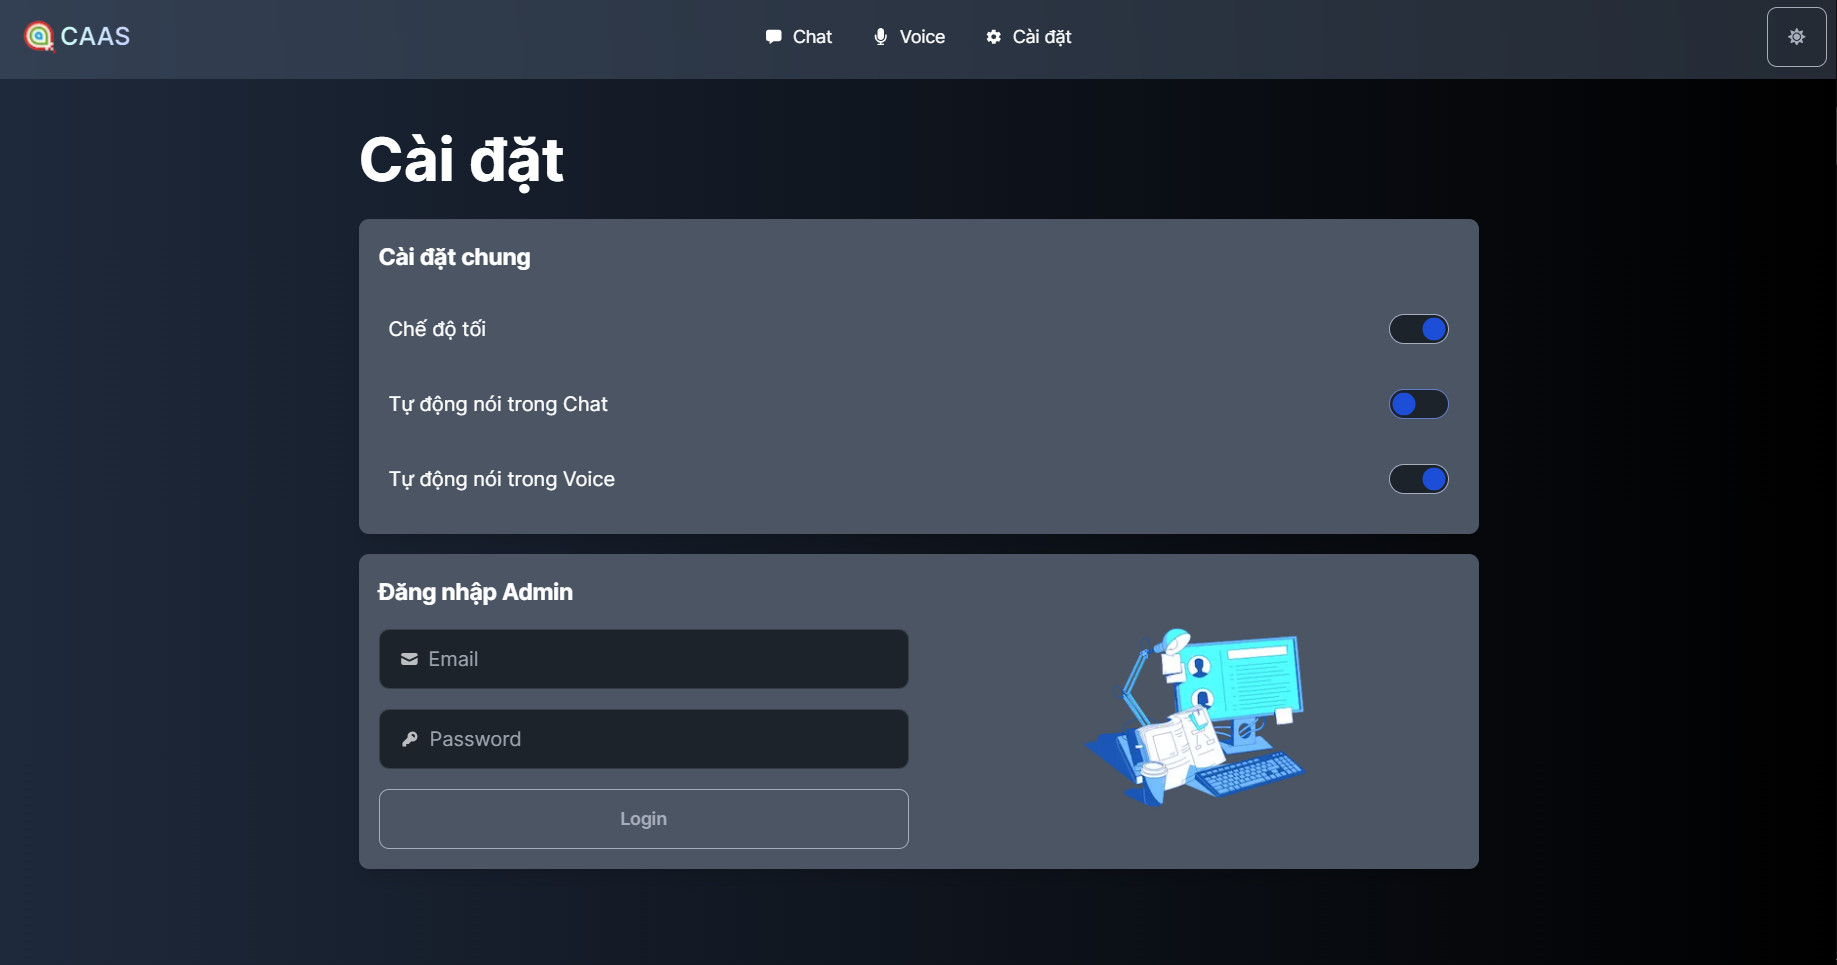 CAAS
Chat
Voice
Cài đặt
Cài đặt
Cài đặt chung
Chế độ tối
Tự động nói trong Chat
Tự động nói trong Voice
Đăng nhập Admin
Email
Password
Login